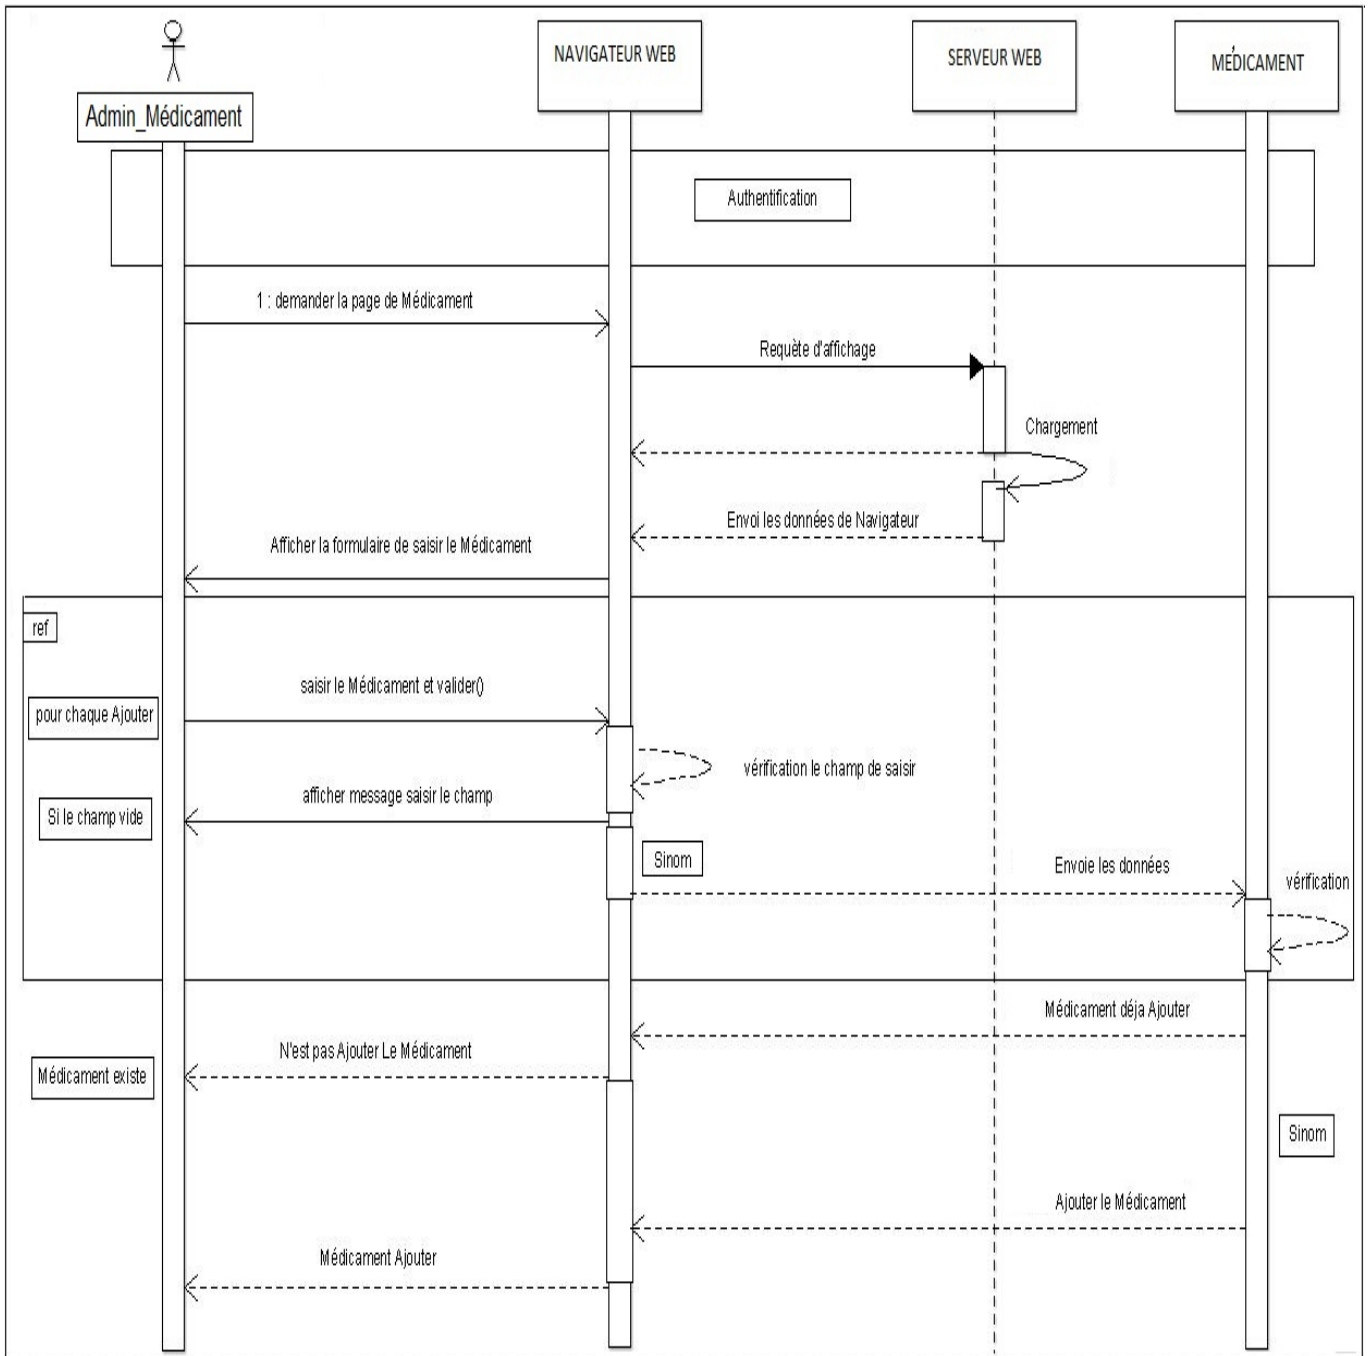 NAVIGATEUR WEB
SERVEUR WEB
MÉDICAMENT
Admin_Médicament
Authentification
1 : demander la page de Médicament
Requète d'affichage
Chargement
Envoi les données de Navigateur
Afficher la formulaire de saisir le Médicament
ref
saisir le Médicament et valider()
pour chaque Ajouter
vérification le champ de saisir
afficher message saisir le champ
Si le champ vide
Sinom
Envoie les données
vérification
Médicament déja Ajouter
N'est pas Ajouter Le Médicament
Médicament existe
Sinom
Ajouter le Médicament
Médicament Ajouter